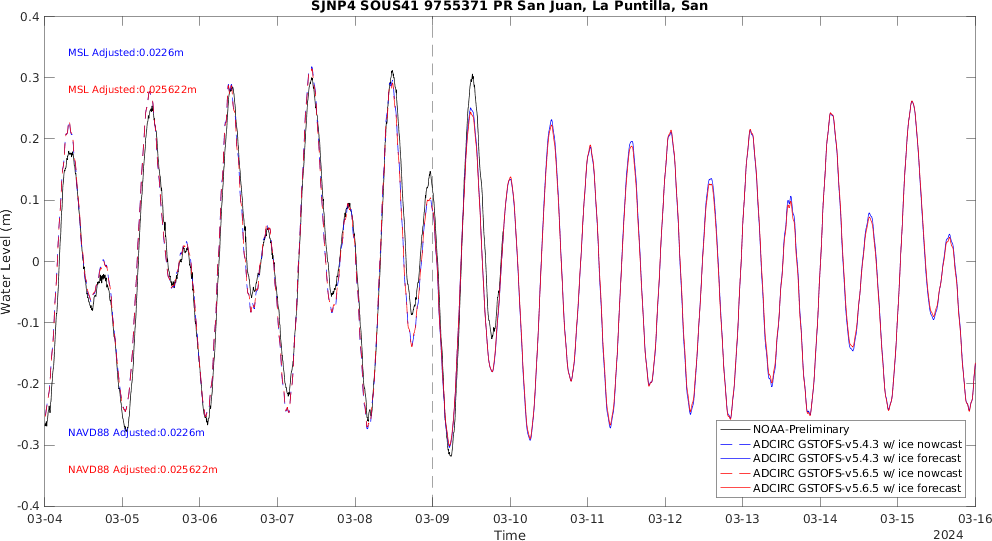 SJNP4 SOUS41 9755371 PR San Juan, La Puntilla, San
0.4
0.3
0.2
0.1
0
-0.1
-0.2
-0.3
-0.4
Water Level (m)
MSL Adjusted:0.0226m
MSL Adjusted:0.025622m
NAVD88 Adjusted:0.0226m
NAVD88 Adjusted:0.025622m
NOAA-Preliminary
ADCIRC GSTOFS-v5.4.3 w/ ice nowcast
ADCIRC GSTOFS-v5.4.3 w/ ice forecast
ADCIRC GSTOFS-v5.6.5 w/ ice nowcast
ADCIRC GSTOFS-v5.6.5 w/ ice forecast
03-04 03-05 03-06 03-07 03-08 03-09 03-10 03-11 03-12 03-13 03-14 03-15 03-16
Time
2024